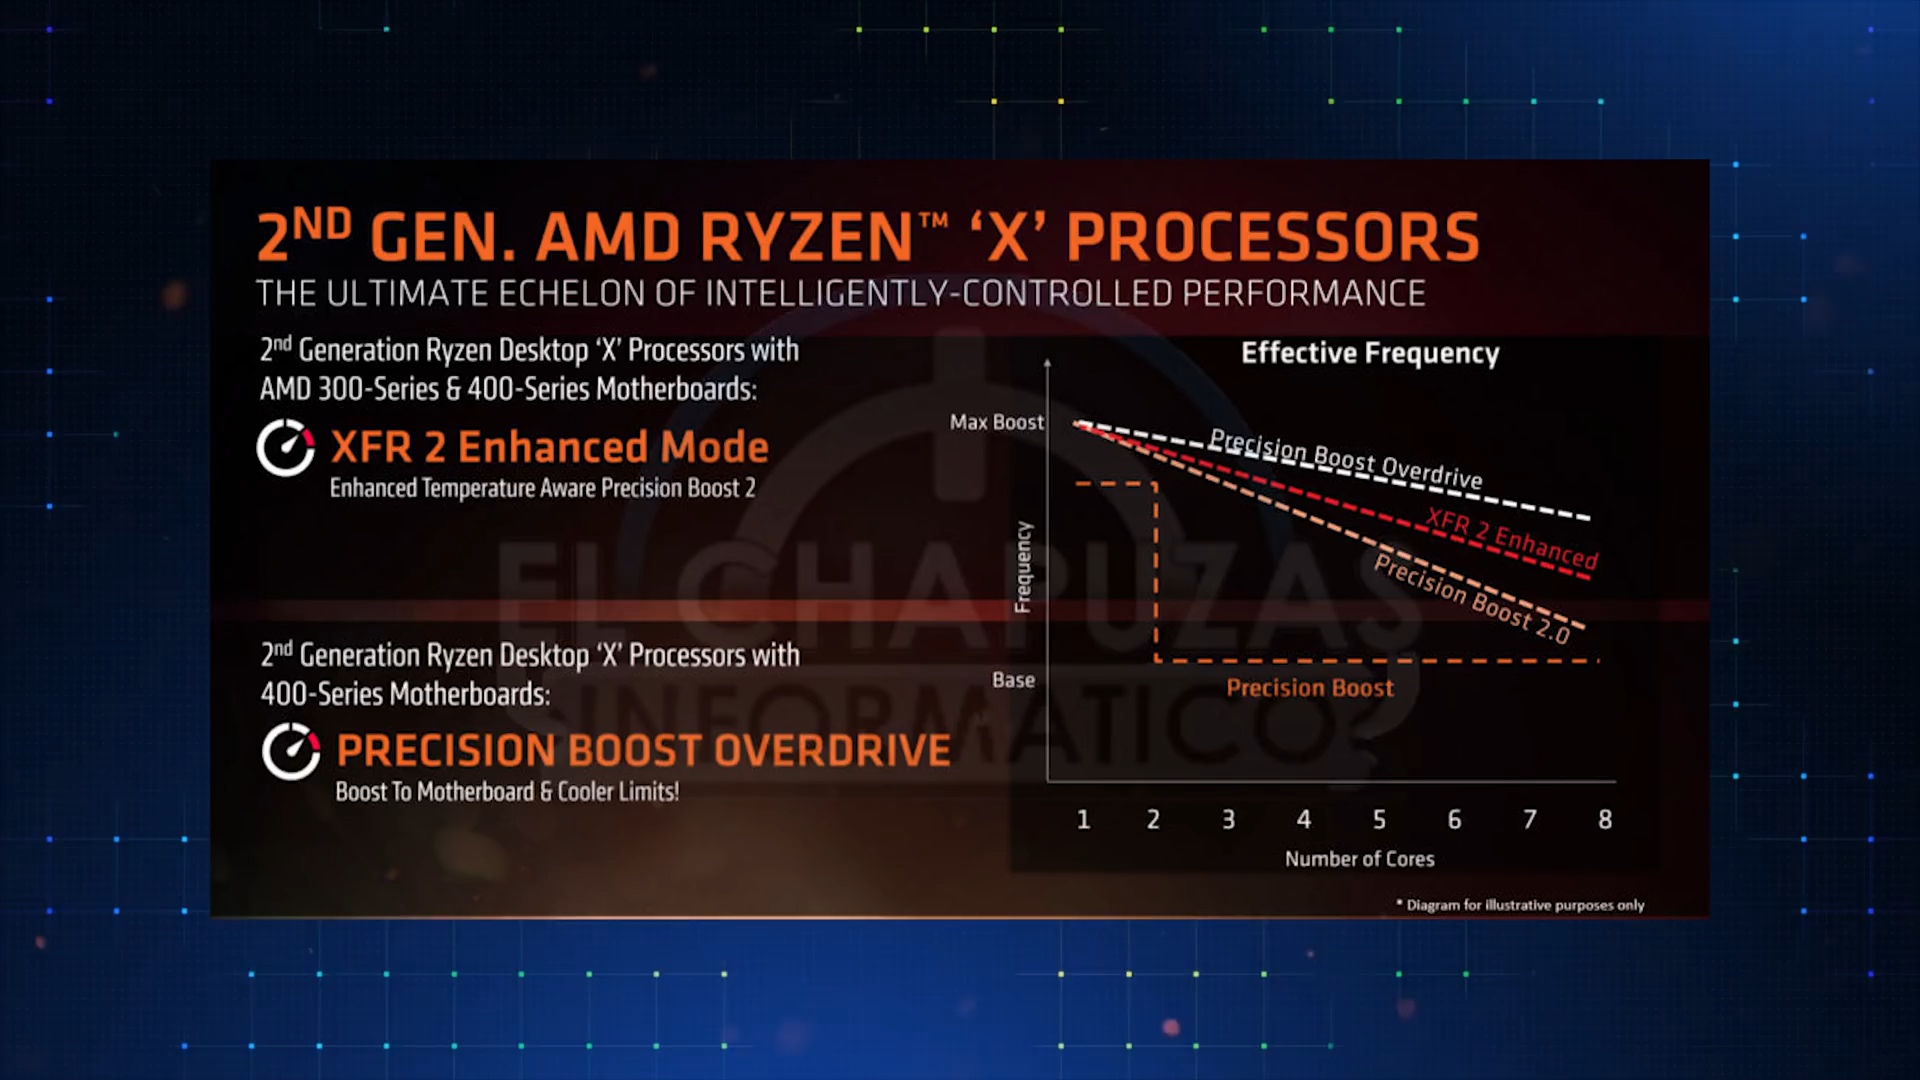 2ND GEN. AMD RYZEN™ ‘X’ PROCESSORS
THE ULTIMATE ECHELON OF INTELLIGENTLY-CONTROLLED PERFORMANCE
2nd Generation Ryzen Desktop ‘X’ Processors with
AMD 300-Series & 400-Series Motherboards:
XFR 2 Enhanced Mode
Enhanced Temperature Aware Precision Boost 2
2nd Generation Ryzen Desktop ‘X’ Processors with
400-Series Motherboards:
PRECISION BOOST OVERDRIVE
Boost To Motherboard & Cooler Limits!
Effective Frequency
Max Boost
Precision Boost Overdrive
XFR 2 Enhanced
Precision Boost 2.0
Frequency
Base
Precision Boost
1 2 3 4 5 6 7 8
Number of Cores
* Diagram for illustrative purposes only
EL CHAPUZAS
INFORMATICO